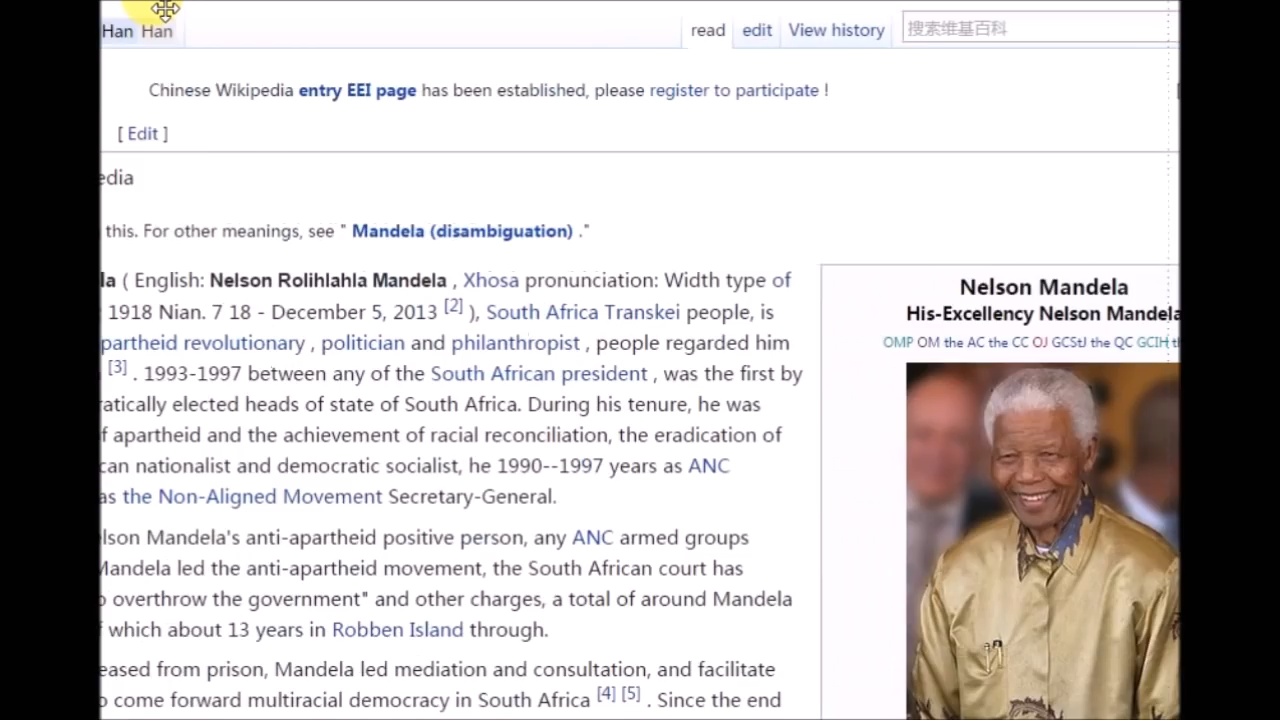 Han Han
read edit View history 搜索维基百科
Chinese Wikipedia entry EEI page has been established, please register to participate !
[ Edit ]
edia
this. For other meanings, see " Mandela (disambiguation) ."
la ( English: Nelson Rolihlahla Mandela , Xhosa pronunciation: Width type of
1918 Nian. 7 18 - December 5, 2013 [2] ), South Africa Transkei people, is
partheid revolutionary , politician and philanthropist , people regarded him
[3] . 1993-1997 between any of the South African president , was the first by
ratically elected heads of state of South Africa. During his tenure, he was
f apartheid and the achievement of racial reconciliation, the eradication of
can nationalist and democratic socialist, he 1990--1997 years as ANC
as the Non-Aligned Movement Secretary-General.
elson Mandela's anti-apartheid positive person, any ANC armed groups
Mandela led the anti-apartheid movement, the South African court has
o overthrow the government" and other charges, a total of around Mandela
f which about 13 years in Robben Island through.
eased from prison, Mandela led mediation and consultation, and facilitate
o come forward multiracial democracy in South Africa [4] [5] . Since the end
Nelson Mandela
His-Excellency Nelson Mandela
OMP OM the AC the CC OJ GCStJ the QC GCIH th